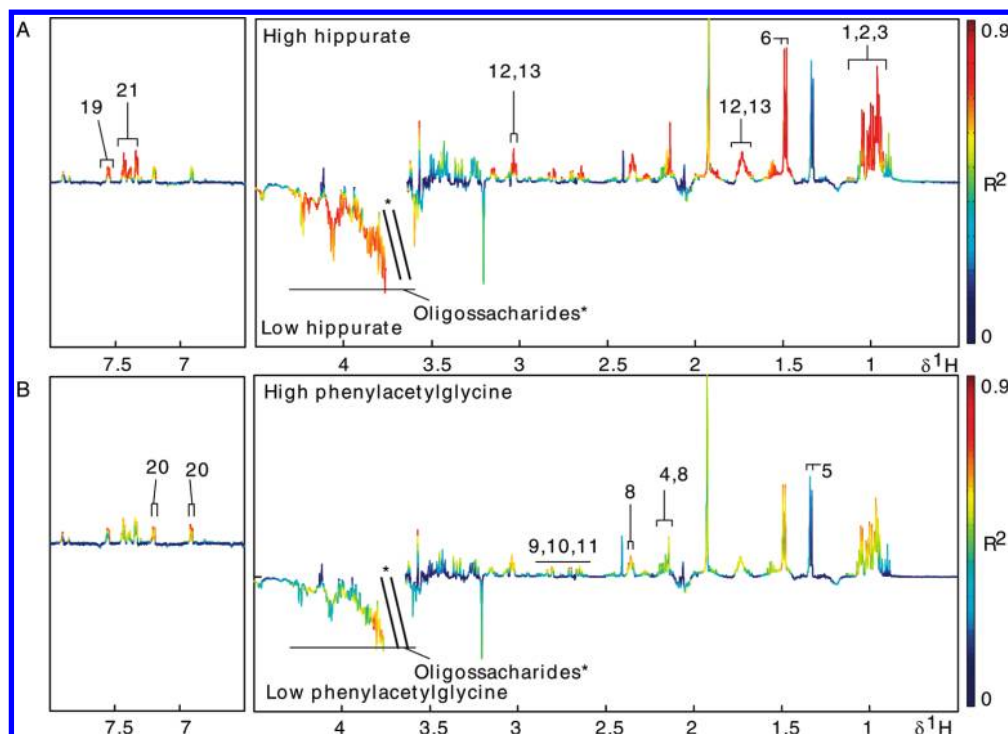 A
High hippurate
0.9
19
21
12,13
6
1,2,3
12,13
*
R²
Oligossacharides*
Low hippurate
0
7.5 7 4 3.5 3 2.5 2 1.5 1 δ¹H
B
High phenylacetylglycine
0.9
20 20
8
4,8
5
9,10,11
*
R²
Oligossacharides*
Low phenylacetylglycine
0
7.5 7 4 3.5 3 2.5 2 1.5 1 δ¹H